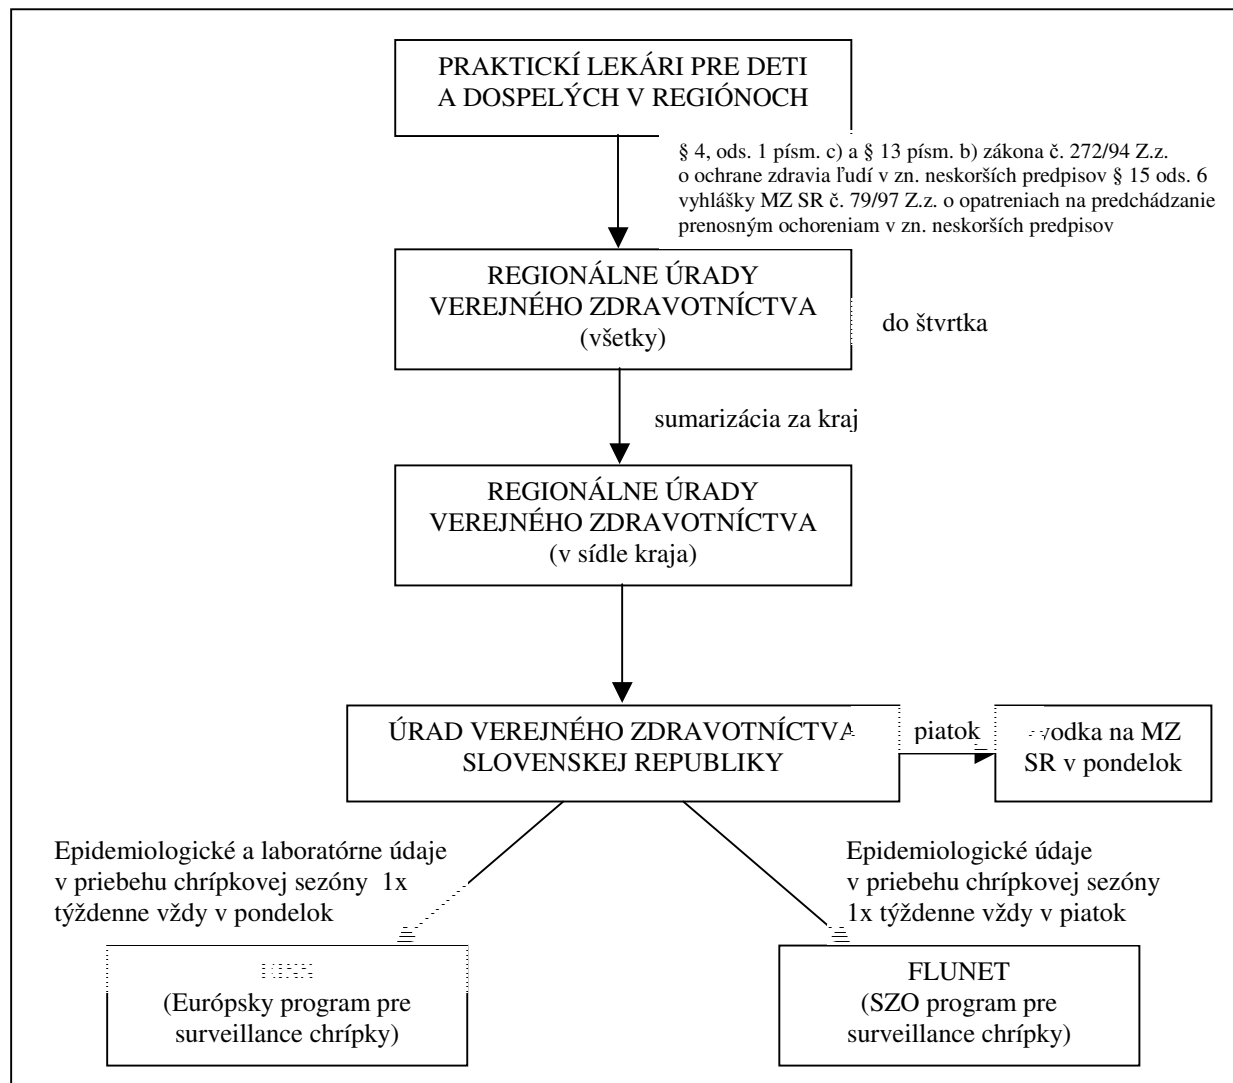 PRAKTICKÍ LEKÁRI PRE DETI
A DOSPELÝCH V REGIÓNOCH
§ 4, ods. 1 písm. c) a § 13 písm. b) zákona č. 272/94 Z.z.
o ochrane zdravia ľudí v zn. neskorších predpisov § 15 ods. 6
vyhlášky MZ SR č. 79/97 Z.z. o opatreniach na predchádzanie
prenosným ochoreniam v zn. neskorších predpisov
REGIONÁLNE ÚRADY
VEREJNÉHO ZDRAVOTNÍCTVA
(všetky)
do štvrtka
sumarizácia za kraj
REGIONÁLNE ÚRADY
VEREJNÉHO ZDRAVOTNÍCTVA
(v sídle kraja)
ÚRAD VEREJNÉHO ZDRAVOTNÍCTVA
SLOVENSKEJ REPUBLIKY
piatok
na MZ
SR v pondelok
Epidemiologické a laboratórne údaje
v priebehu chrípkovej sezóny 1x
týždenne vždy v pondelok
Epidemiologické údaje
v priebehu chrípkovej sezóny
1x týždenne vždy v piatok
(Európsky program pre
surveillance chrípky)
FLUNET
(SZO program pre
surveillance chrípky)